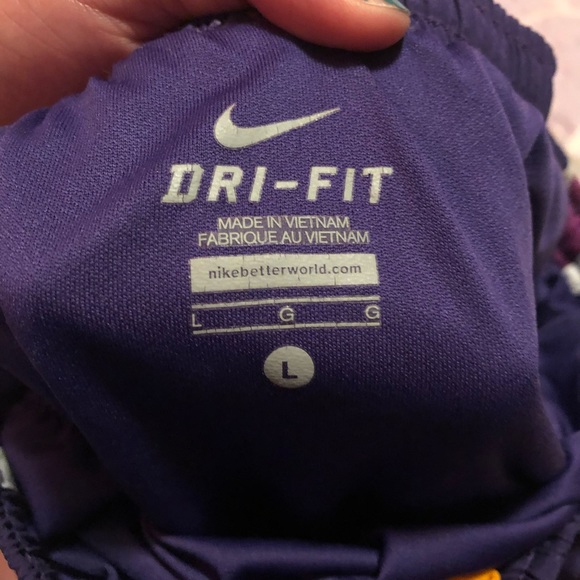 DRI-FIT
MADE IN VIETNAM
FABRIQUE AU VIETNAM
nikebetterworld.com
L G G
L